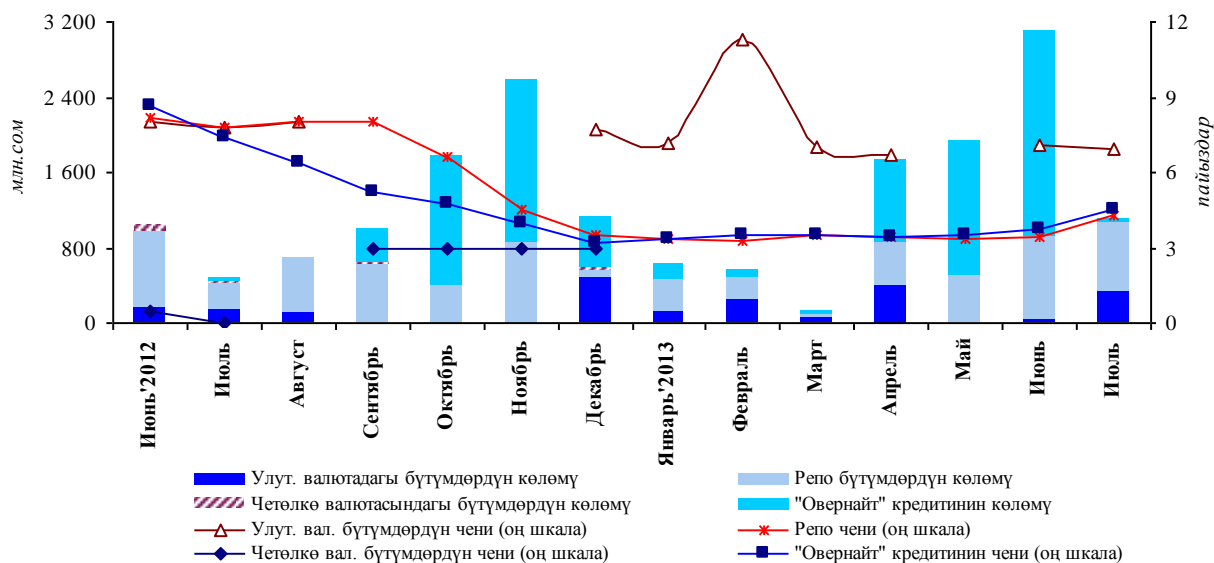 3 200
2 400
1 600
800
0
млн.сом
12
9
6
3
0
пайыздар
Июнь'2012
Июль
Август
Сентябрь
Октябрь
Ноябрь
Декабрь
Январь'2013
Февраль
Март
Апрель
Май
Июнь
Июль
Улут. валютадагы бүтүмдөрдүн көлөмү
Репо бүтүмдөрдүн көлөмү
Четөлкө валютасындагы бүтүмдөрдүн көлөмү
"Овернайт" кредитинин көлөмү
Улут. вал. бүтүмдөрдүн чени (оң шкала)
Репо чени (оң шкала)
Четөлкө вал. бүтүмдөрдүн чени (оң шкала)
"Овернайт" кредитинин чени (оң шкала)